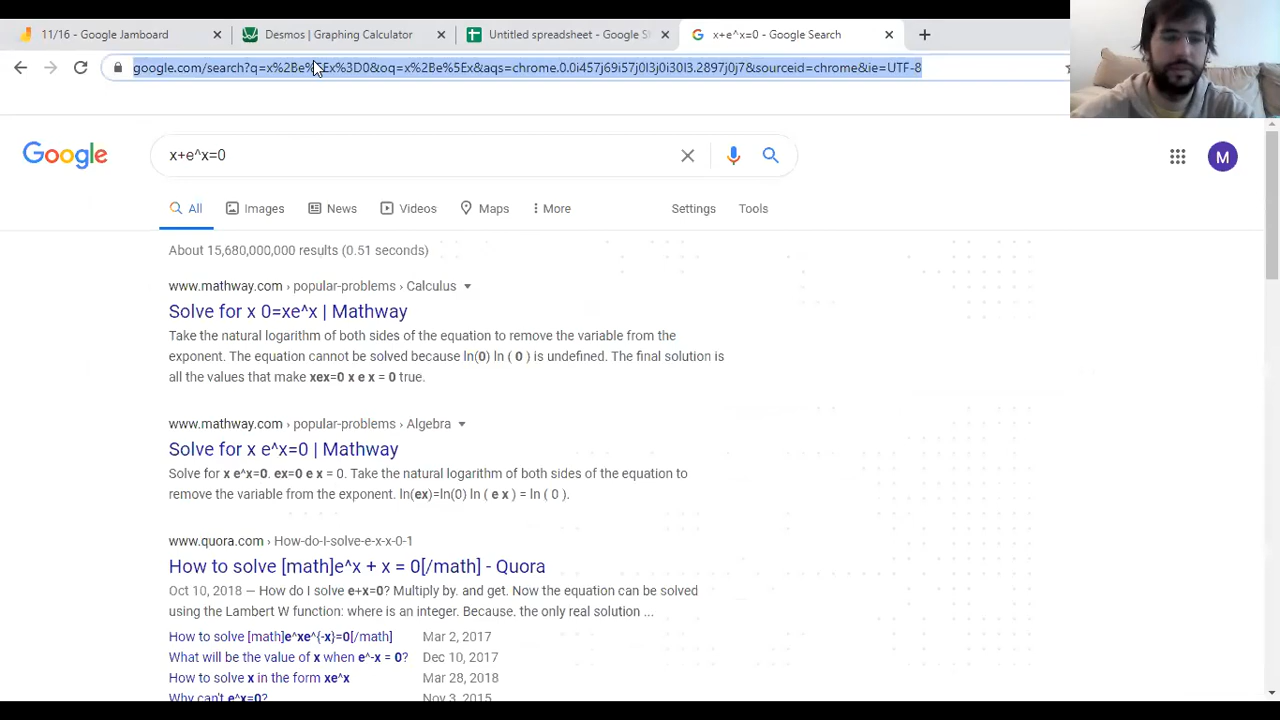 11/16 - Google Jamboard
Desmos | Graphing Calculator
Untitled spreadsheet - Google S
x+e^x=0 - Google Search
google.com/search?q=x%2Be%5Ex%3D0&oq=x%2Be%5Ex&aqs=chrome.0.0i457j69i57j0l3j0i30l3.2897j0j7&sourceid=chrome&ie=UTF-8
Google
x+e^x=0
M
All
Images
News
Videos
Maps
More
Settings
Tools
About 15,680,000,000 results (0.51 seconds)
www.mathway.com › popular-problems › Calculus
Solve for x 0=xe^x | Mathway
Take the natural logarithm of both sides of the equation to remove the variable from the
exponent. The equation cannot be solved because ln(0) ln ( 0 ) is undefined. The final solution is
all the values that make xex=0 x e x = 0 true.
www.mathway.com › popular-problems › Algebra
Solve for x e^x=0 | Mathway
Solve for x e^x=0. ex=0 e x = 0. Take the natural logarithm of both sides of the equation to
remove the variable from the exponent. ln(ex)=ln(0) ln ( e x ) = ln ( 0 ).
www.quora.com › How-do-I-solve-e-x-x-0-1
How to solve [math]e^x + x = 0[/math] - Quora
Oct 10, 2018 — How do I solve e+x=0? Multiply by. and get. Now the equation can be solved
using the Lambert W function: where is an integer. Because. the only real solution ...
How to solve [math]e^xe^{-x}=0[/math]
Mar 2, 2017
What will be the value of x when e^-x = 0?
Dec 10, 2017
How to solve x in the form xe^x
Mar 28, 2018
Why can't e^x=0?
Nov 3, 2015